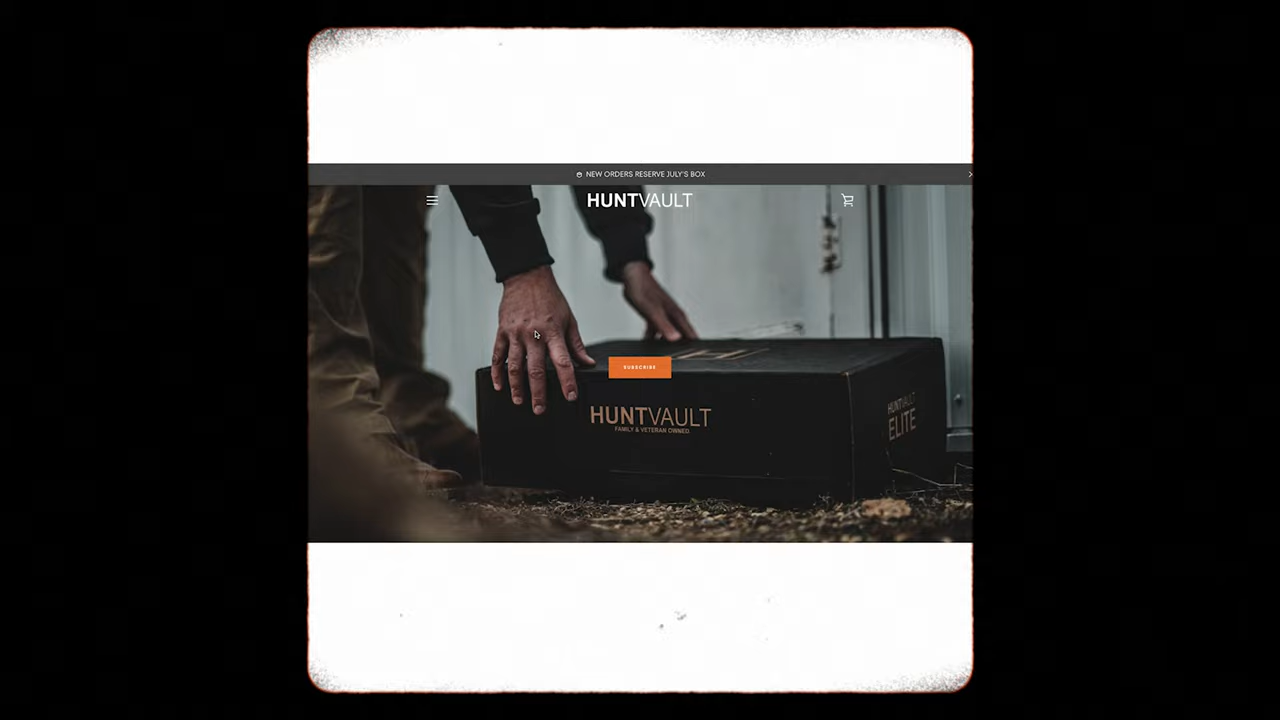 NEW ORDERS RESERVE JULY'S BOX
HUNTVAULT
SUBSCRIBE
HUNTVAULT
FAMILY & VETERAN OWNED.
HUNTVAULT
ELITE